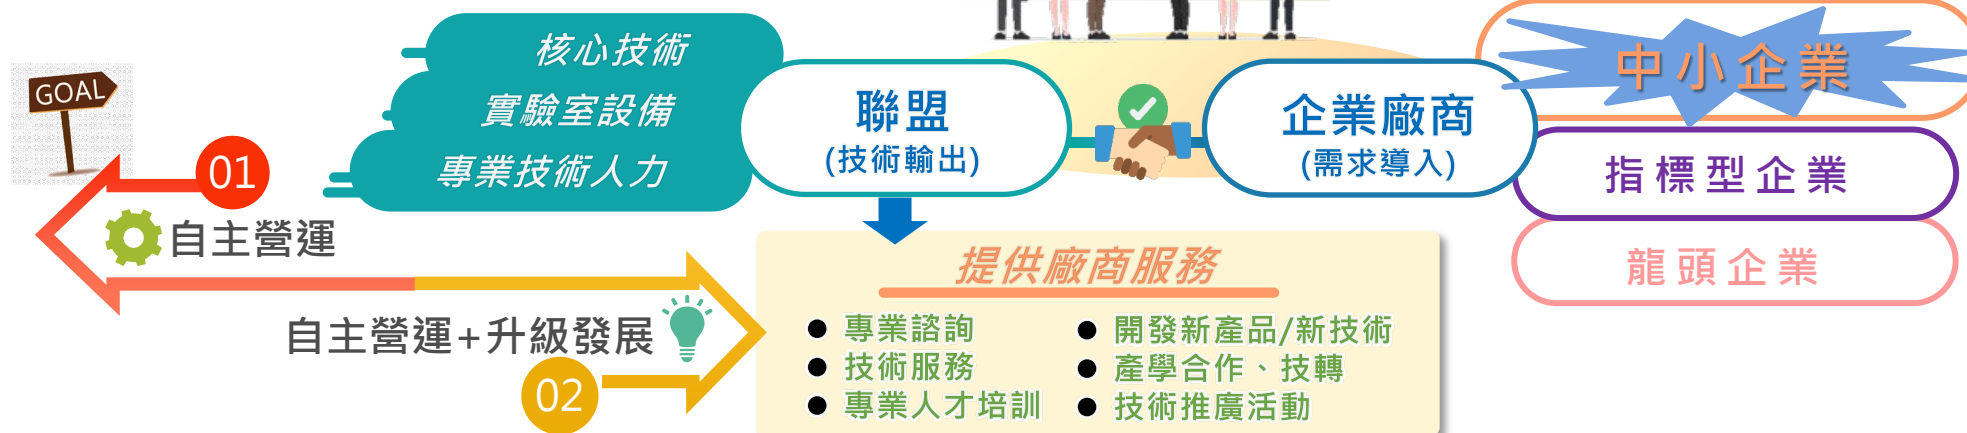 GOAL
01
自主營運
自主營運+升級發展
02
核心技術
實驗室設備
專業技術人力
聯盟
(技術輸出)
企業廠商
(需求導入)
中小企業
指標型企業
龍頭企業
提供廠商服務
● 專業諮詢
● 技術服務
● 專業人才培訓
● 開發新產品/新技術
● 產學合作、技轉
● 技術推廣活動